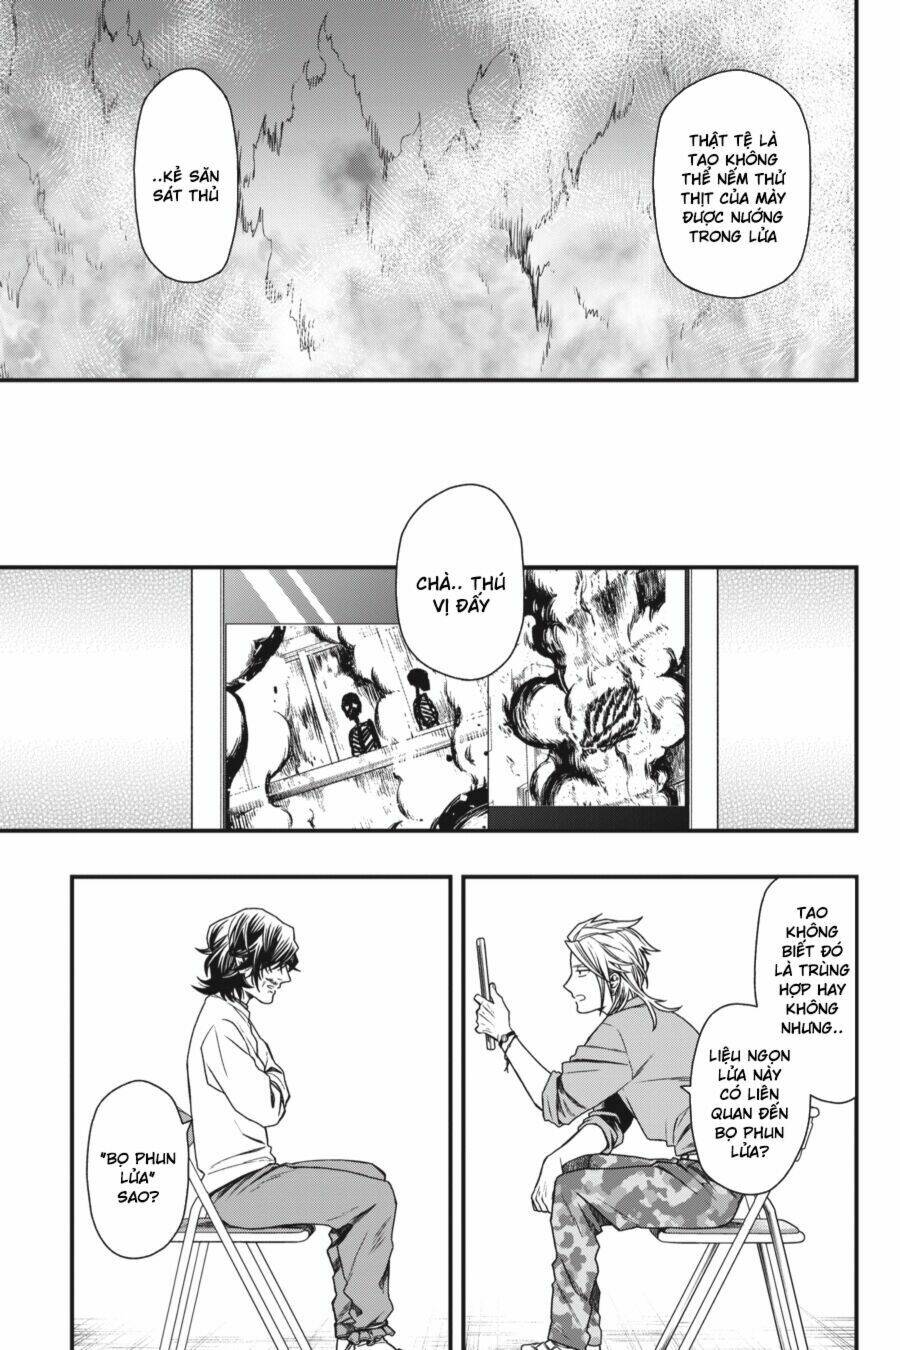 THẬT TỆ LÀ
TAO KHÔNG
THỂ NẾM THỬ
THỊT CỦA MÀY
ĐƯỢC NƯỚNG
TRONG LỬA
..KẺ SĂN
SÁT THỦ
CHÀ.. THÚ
VỊ ĐẤY
TAO
KHÔNG
BIẾT ĐÓ
LÀ TRÙNG
HỢP HAY
KHÔNG
NHƯNG..
LIỆU NGỌN
LỬA NÀY
CÓ LIÊN
QUAN ĐẾN
BỌ PHUN
LỬA?
"BỌ PHUN
LỬA"
SAO?